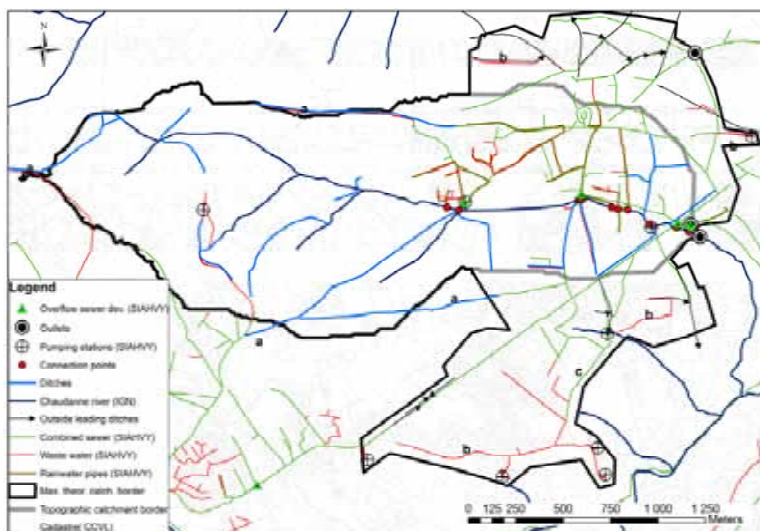 N
b
a
b
a
a
b
c
b
Legend
Overflow sewer dev. (SIAHVY)
Outlets
Pumping stations (SIAHVY)
Connection points
Ditches
Chaudanne river (IGN)
Outside leading ditches
Combined sewer (SIAHVY)
Waste water (SIAHVY)
Rainwater pipes (SIAHVY)
Max. theor. catch. border
Topographic catchment border
Cadastral CCVL)
0 125 250 500 750 1 000 1 250
Meters